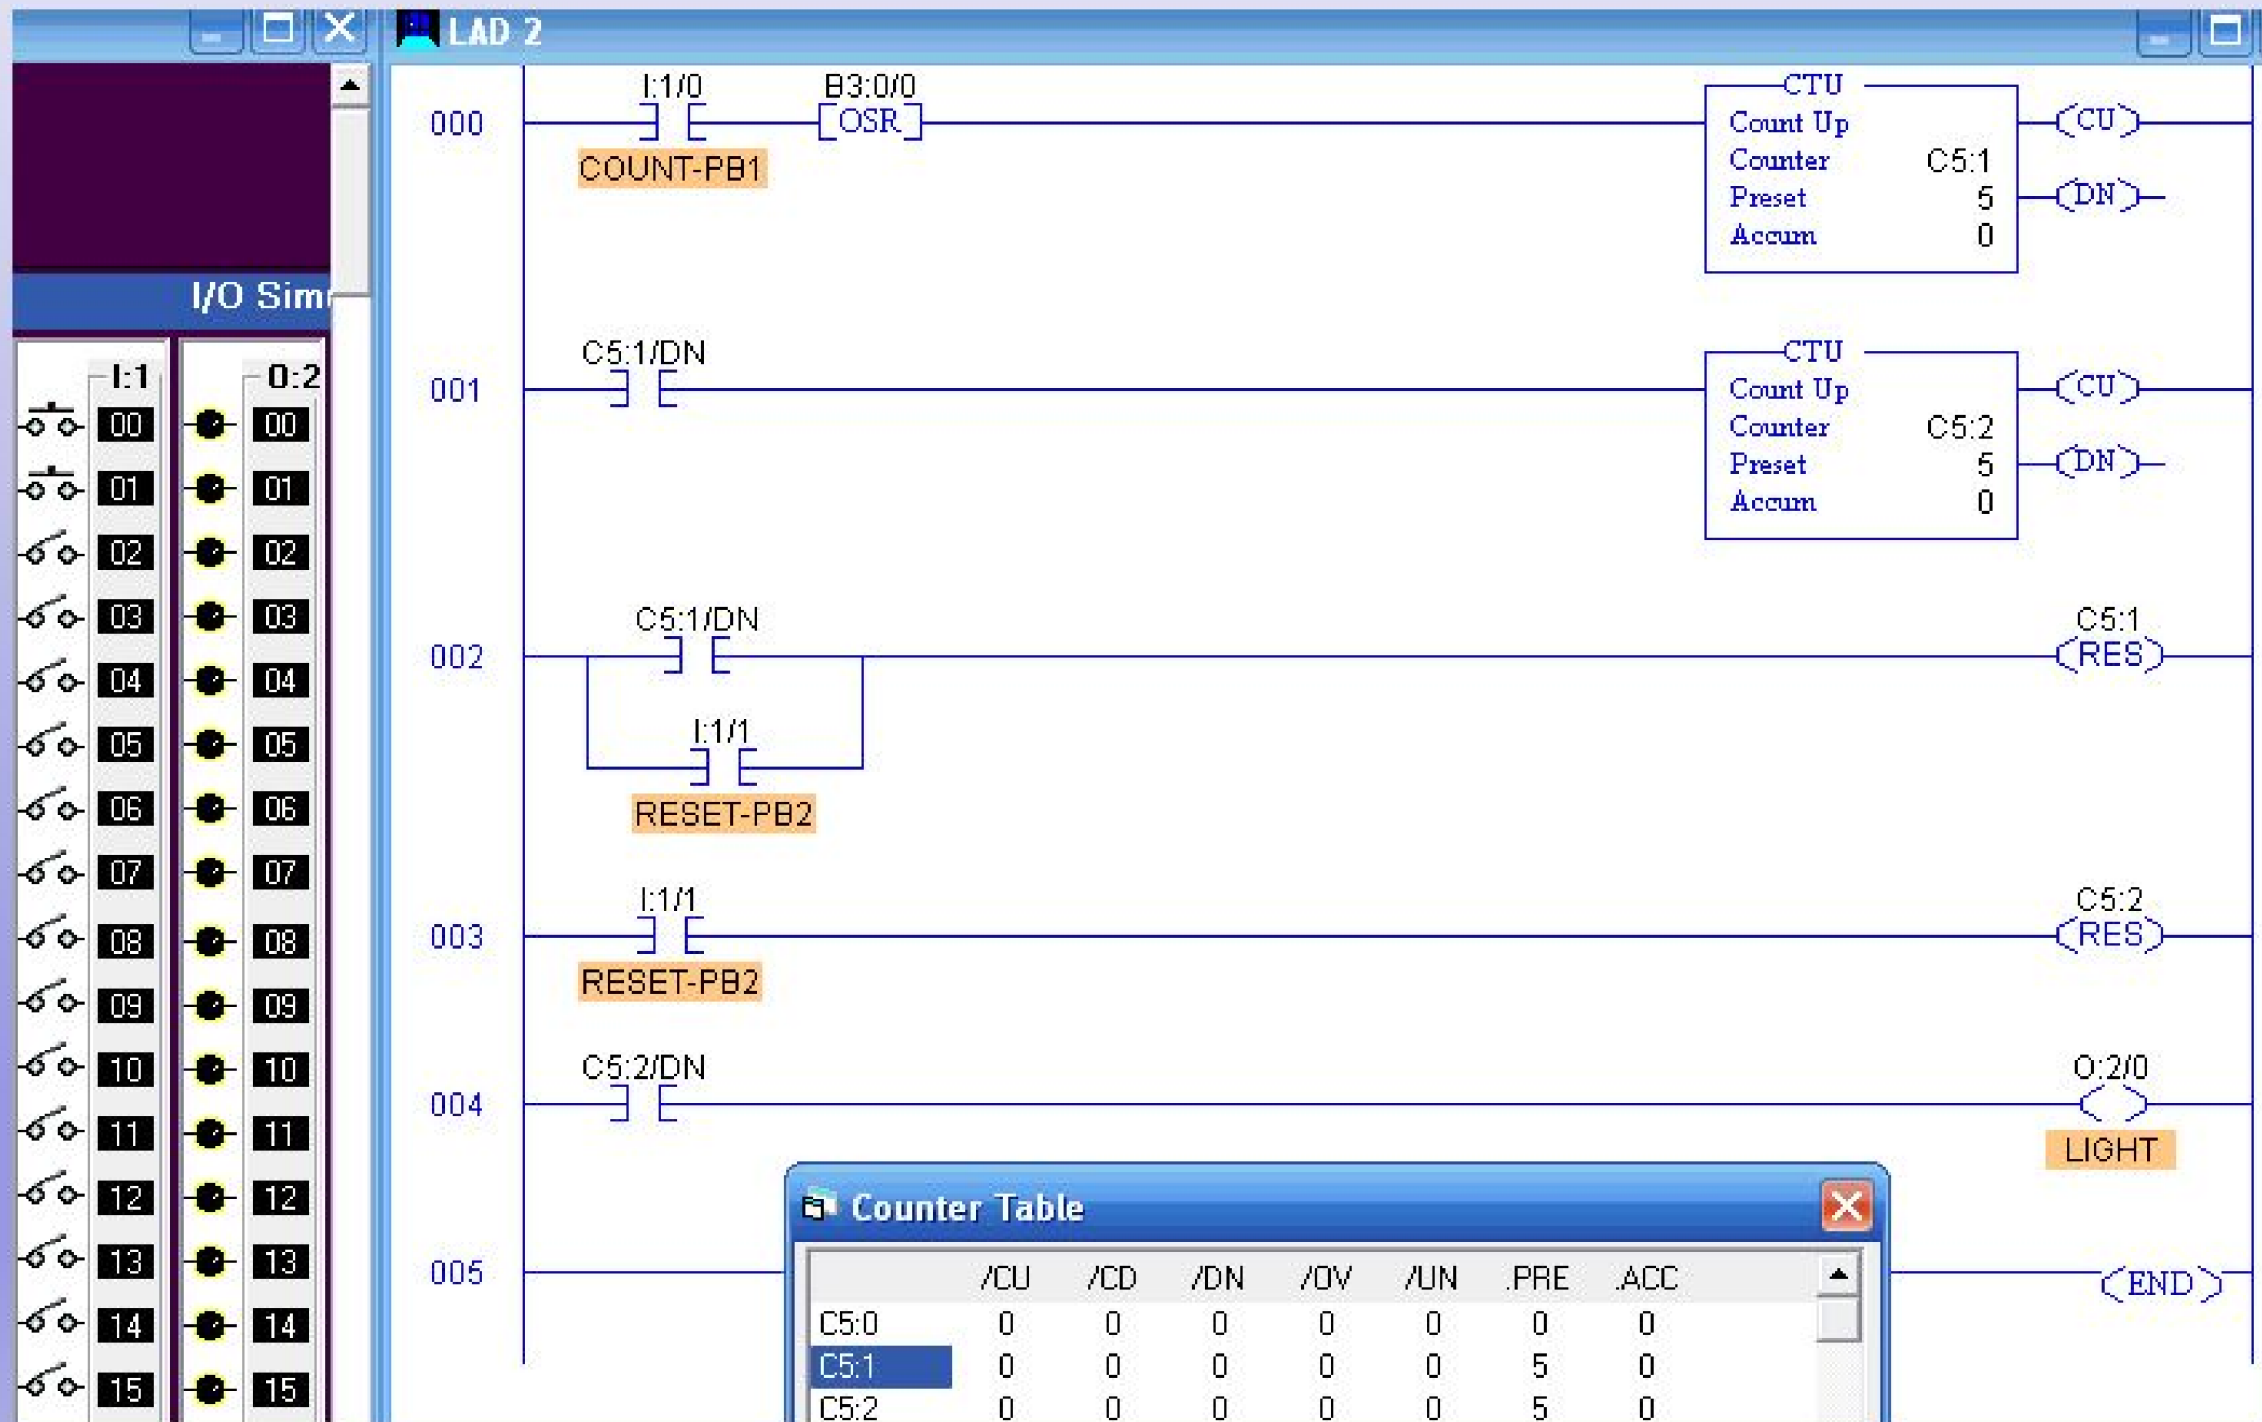 LAD 2
I/O Sim
I:1 O:2
00 00
01 01
02 02
03 03
04 04
05 05
06 06
07 07
08 08
09 09
10 10
11 11
12 12
13 13
14 14
15 15
I:1/0 B3:0/0 CTU
000 OSR Count Up CU
COUNT-PB1 Counter C5:1
Preset 5 DN
Accum 0
C5:1/DN CTU
001 Count Up CU
Counter C5:2
Preset 5 DN
Accum 0
C5:1/DN C5:1
002 RES
I:1/1
RESET-PB2
I:1/1 C5:2
003 RES
RESET-PB2
C5:2/DN O:2/0
004
LIGHT
005 END
Counter Table
/CU /CD /DN /OV /UN .PRE .ACC
C5:0 0 0 0 0 0 0 0
C5:1 0 0 0 0 0 5 0
C5:2 0 0 0 0 0 5 0